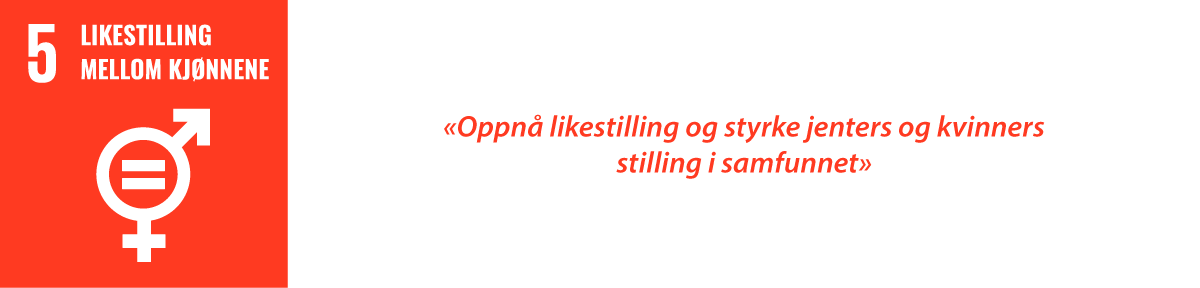 5
LIKESTILLING
MELLOM KJØNNENE
«Oppnå likestilling og styrke jenters og kvinners
stilling i samfunnet»